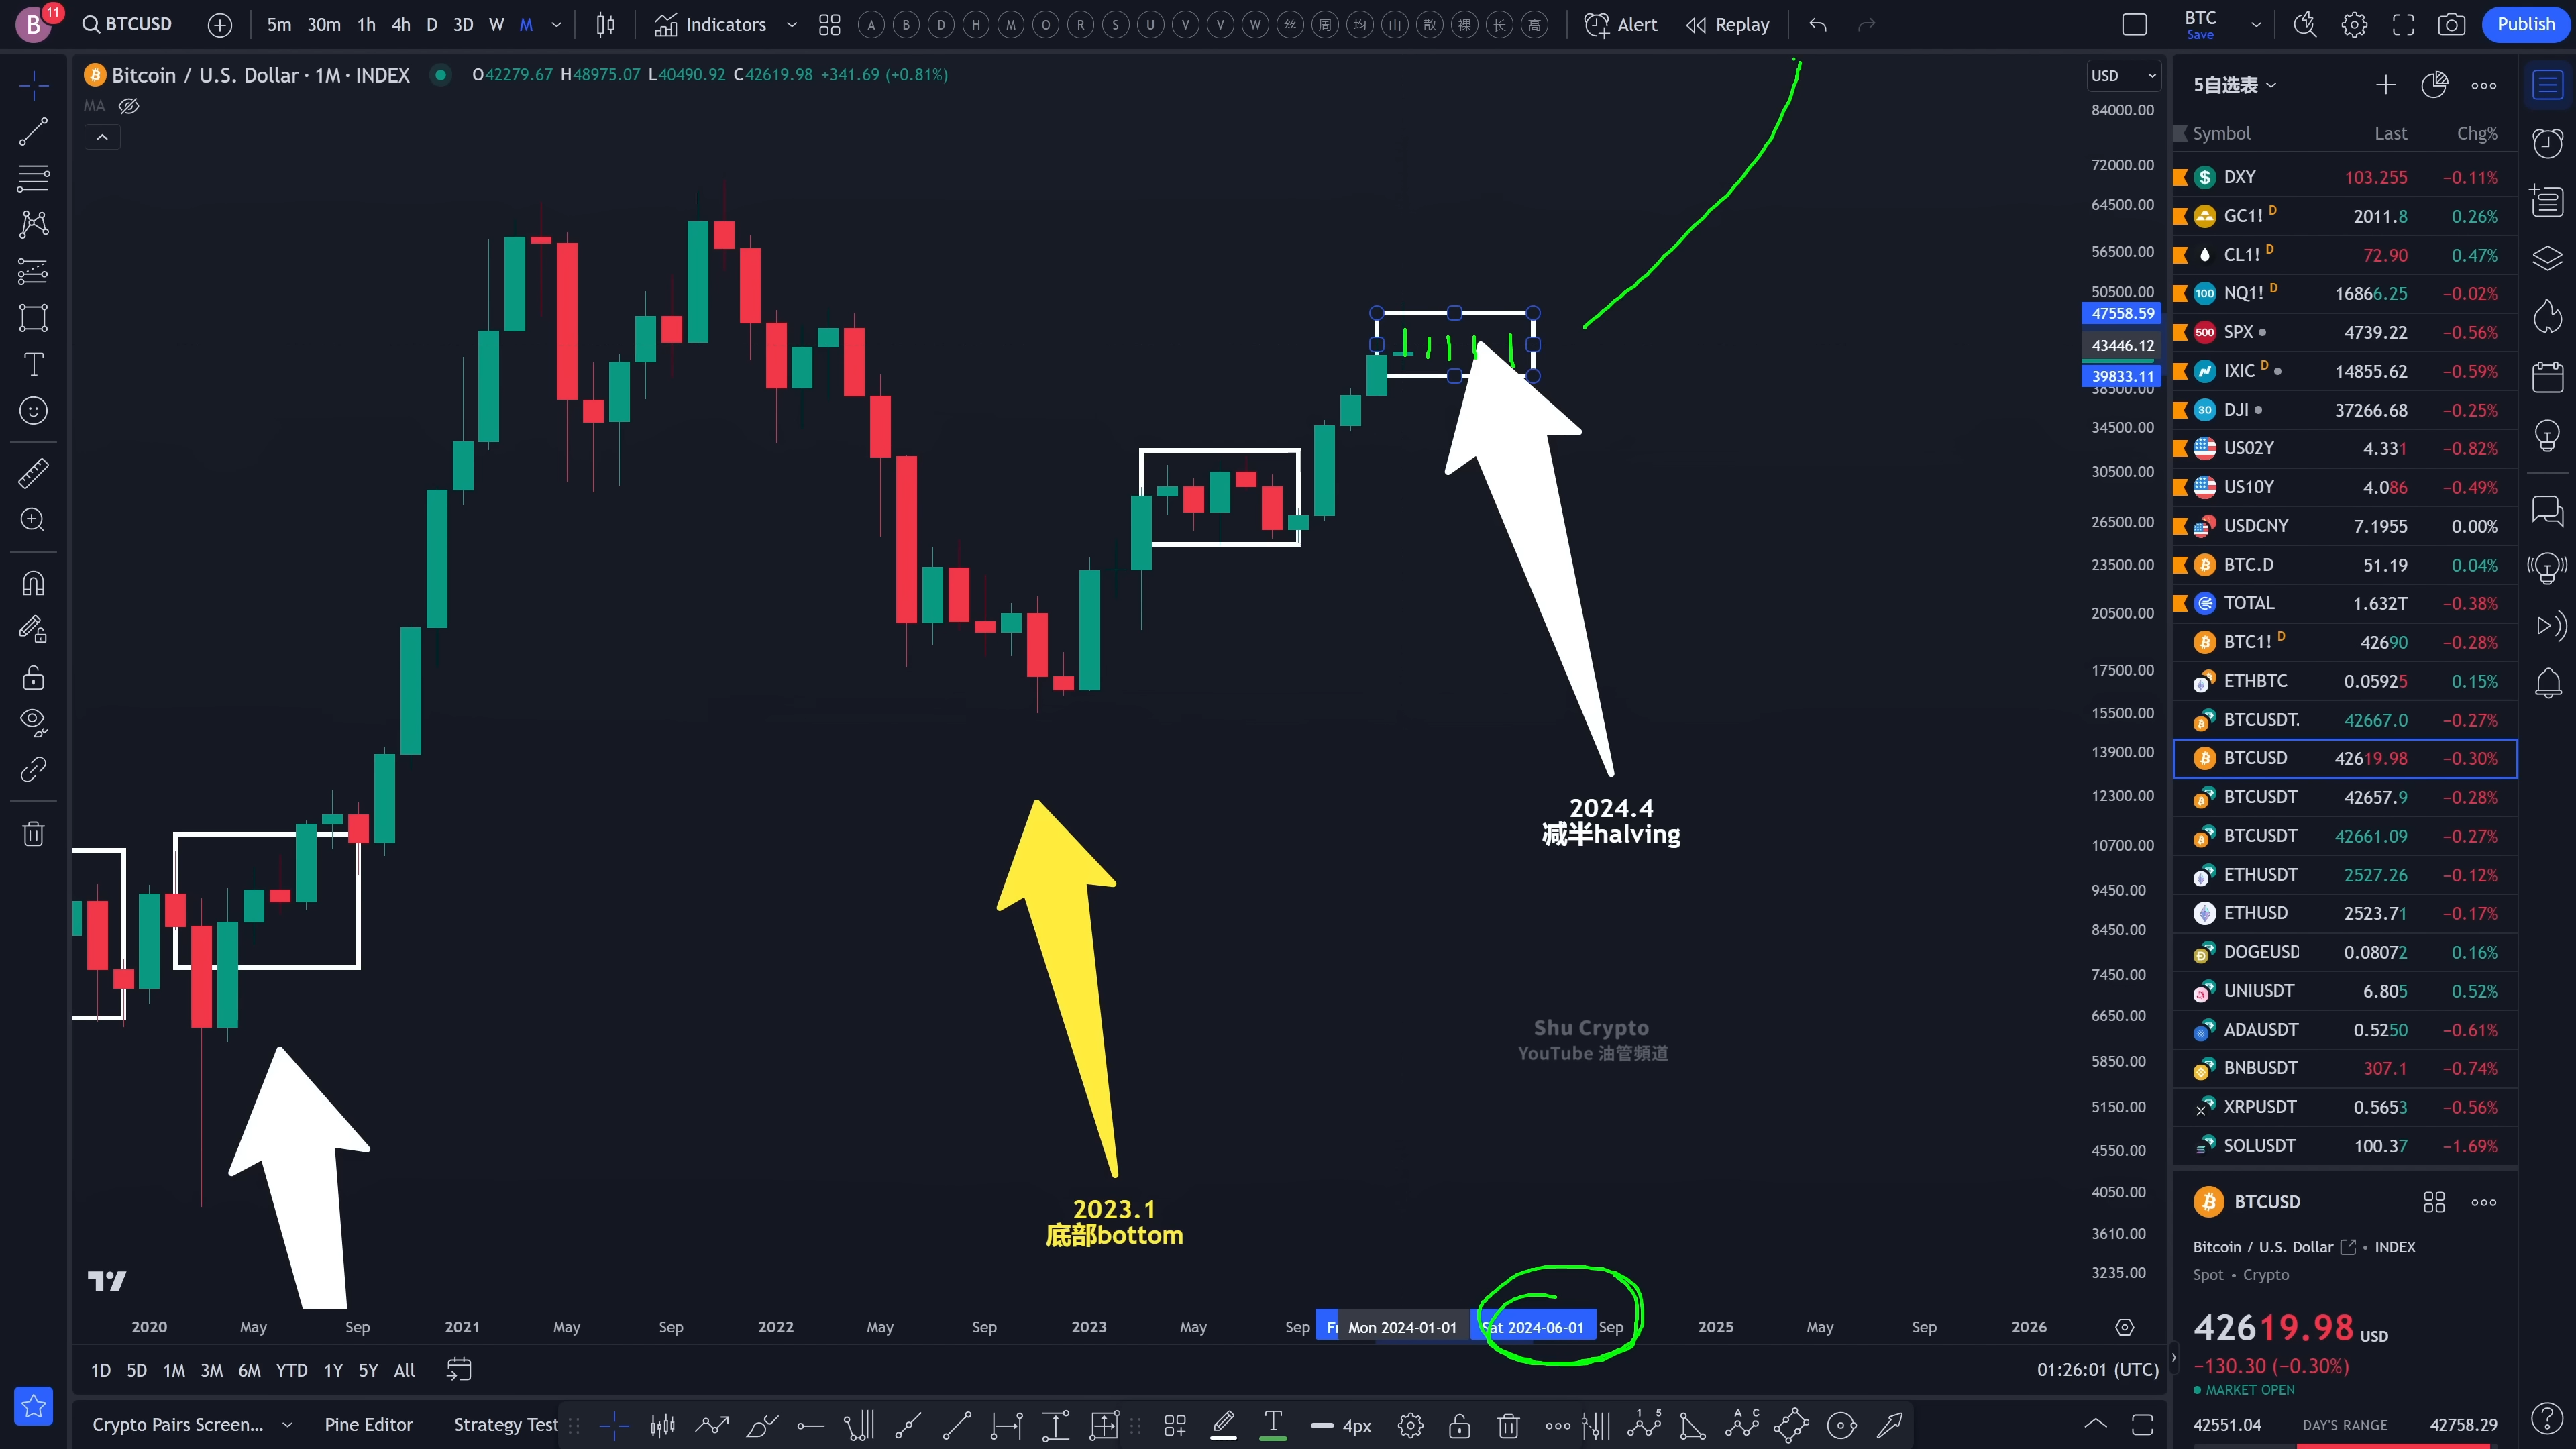 B 11 BTCUSD 5m 30m 1h 4h D 3D W M Indicators A B D H M O R S U V V W 丝 周 均 山 散 裸 长 高 Alert Replay BTC Save Publish
Bitcoin / U.S. Dollar · 1M · INDEX O42279.67 H48975.07 L40490.92 C42619.98 +341.69 (+0.81%)
MA
USD
84000.00
72000.00
64500.00
56500.00
50500.00
47558.59
43446.12
39833.11
38500.00
34500.00
30500.00
26500.00
23500.00
20500.00
17500.00
15500.00
13900.00
12300.00
10700.00
9450.00
8450.00
7450.00
6650.00
5850.00
5150.00
4550.00
4050.00
3610.00
3235.00
2024.4
减半halving
2023.1
底部bottom
Shu Crypto
YouTube 油管頻道
2020 May Sep 2021 May Sep 2022 May Sep 2023 May Sep Mon 2024-01-01 Sat 2024-06-01 Sep 2025 May Sep 2026
1D 5D 1M 3M 6M YTD 1Y 5Y All 01:26:01 (UTC)
Crypto Pairs Screen... Pine Editor Strategy Test 4px
5自选表
Symbol Last Chg%
DXY 103.255 −0.11%
GC1! D 2011.8 0.26%
CL1! D 72.90 0.47%
100 NQ1! D 16866.25 −0.02%
500 SPX 4739.22 −0.56%
IXIC D 14855.62 −0.59%
30 DJI 37266.68 −0.25%
US02Y 4.331 −0.82%
US10Y 4.086 −0.49%
USDCNY 7.1955 0.00%
BTC.D 51.19 0.04%
TOTAL 1.632T −0.38%
BTC1! D 42690 −0.28%
ETHBTC 0.05925 0.15%
BTCUSDT. 42667.0 −0.27%
BTCUSD 42619.98 −0.30%
BTCUSDT 42657.9 −0.28%
BTCUSDT 42661.09 −0.27%
ETHUSDT 2527.26 −0.12%
ETHUSD 2523.71 −0.17%
DOGEUSD 0.08072 0.16%
UNIUSDT 6.805 0.52%
ADAUSDT 0.5250 −0.61%
BNBUSDT 307.1 −0.74%
XRPUSDT 0.5653 −0.56%
SOLUSDT 100.37 −1.69%
BTCUSD
Bitcoin / U.S. Dollar • INDEX
Spot • Crypto
42619.98 USD
−130.30 (−0.30%)
MARKET OPEN
42551.04 DAY'S RANGE 42758.29